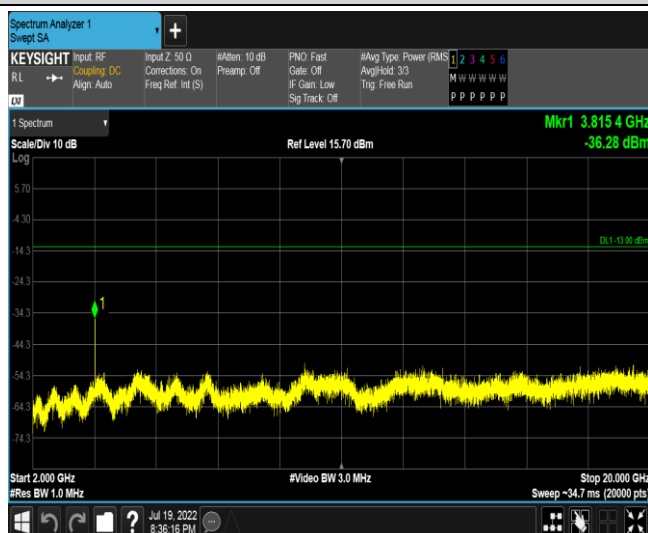 Spectrum Analyzer 1
Swept SA
+
KEYSIGHT
RL
LXI
Input: RF
Coupling: DC
Align: Auto
Input Z: 50 Ω
Corrections: On
Freq Ref: Int (S)
#Atten: 10 dB
Preamp: Off
PNO: Fast
Gate: Off
IF Gain: Low
Sig Track: Off
#Avg Type: Power (RMS
Avg|Hold: 3/3
Trig: Free Run
1 2 3 4 5 6
M W W W W W
P P P P P P
1 Spectrum
Mkr1 3.815 4 GHz
-36.28 dBm
Scale/Div 10 dB
Ref Level 15.70 dBm
Log
5.70
-4.30
DL1 -13.00 dBm
-14.3
-24.3
1
-34.3
-44.3
-54.3
-64.3
-74.3
Start 2.000 GHz
#Video BW 3.0 MHz
Stop 20.000 GHz
#Res BW 1.0 MHz
Sweep ~34.7 ms (20000 pts)
?
Jul 19, 2022
8:36:16 PM